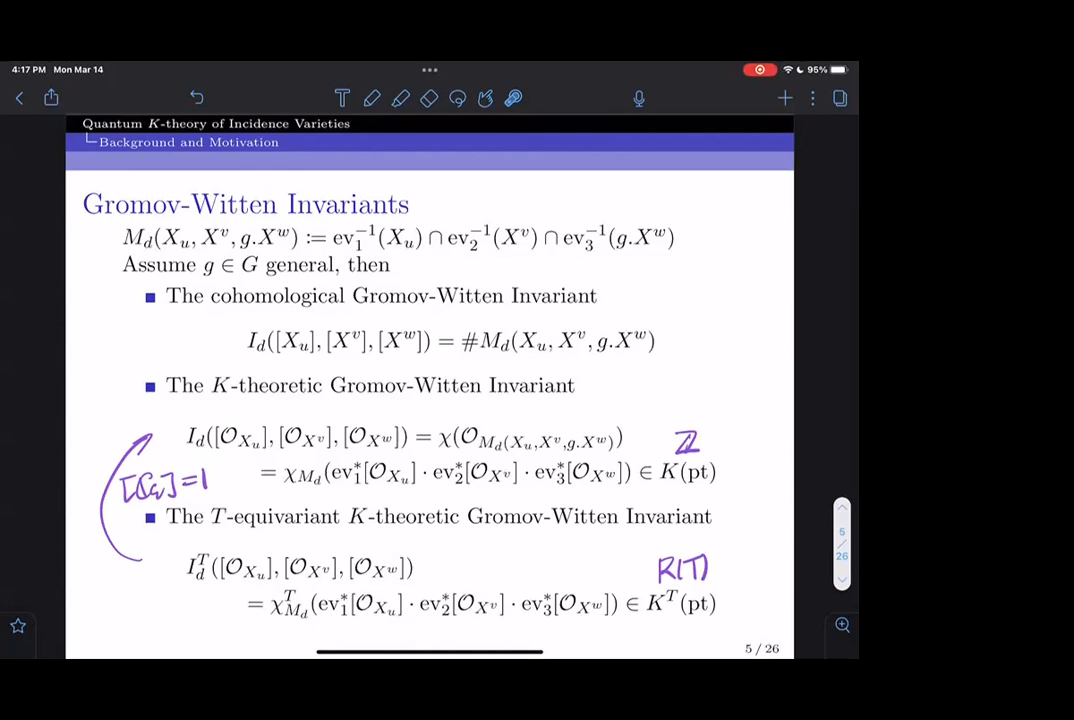 4:17 PM Mon Mar 14
95%
Quantum K-theory of Incidence Varieties
Background and Motivation
Gromov-Witten Invariants
M_d(X_u, X^v, g.X^w) := ev_1^{-1}(X_u) ∩ ev_2^{-1}(X^v) ∩ ev_3^{-1}(g.X^w)
Assume g ∈ G general, then
The cohomological Gromov-Witten Invariant
I_d([X_u], [X^v], [X^w]) = #M_d(X_u, X^v, g.X^w)
The K-theoretic Gromov-Witten Invariant
I_d([𝒪_{X_u}], [𝒪_{X^v}], [𝒪_{X^w}]) = χ(𝒪_{M_d(X_u,X^v,g.X^w)})
ℤ
= χ_{M_d}(ev_1^*[𝒪_{X_u}] · ev_2^*[𝒪_{X^v}] · ev_3^*[𝒪_{X^w}]) ∈ K(pt)
The T-equivariant K-theoretic Gromov-Witten Invariant
I_d^T([𝒪_{X_u}], [𝒪_{X^v}], [𝒪_{X^w}])
R(T)
= χ_{M_d}^T(ev_1^*[𝒪_{X_u}] · ev_2^*[𝒪_{X^v}] · ev_3^*[𝒪_{X^w}]) ∈ K^T(pt)
5 / 26
5
/
26